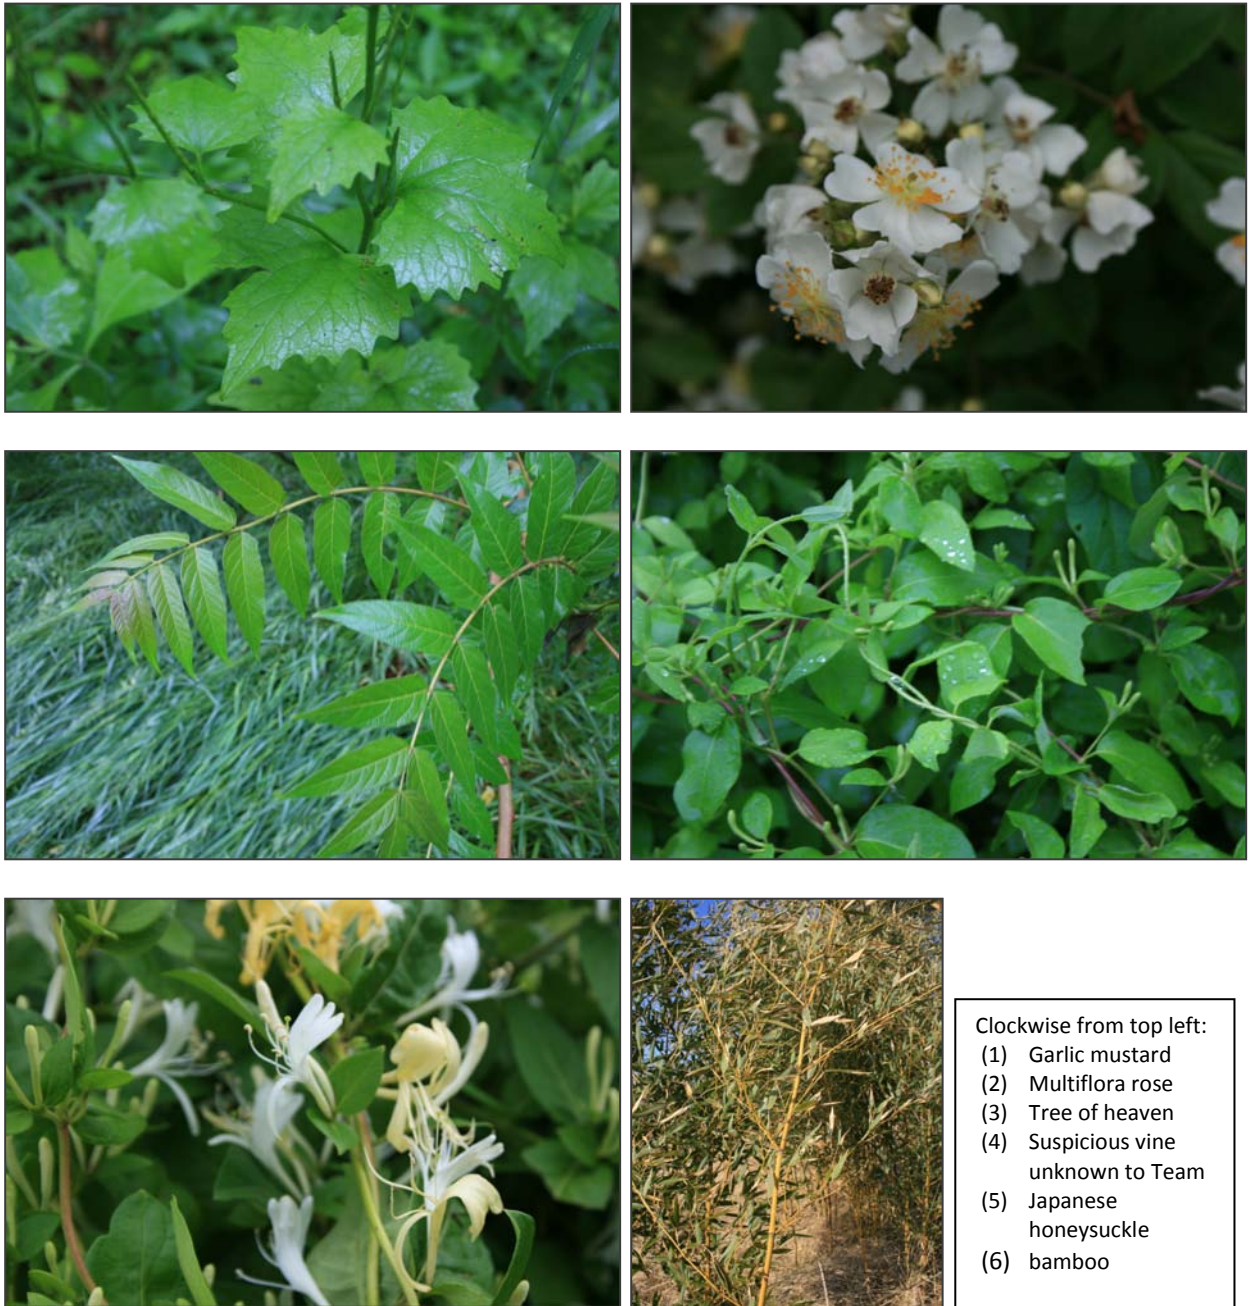 Clockwise from top left:
(1) Garlic mustard
(2) Multiflora rose
(3) Tree of heaven
(4) Suspicious vine
unknown to Team
(5) Japanese
honeysuckle
(6) bamboo